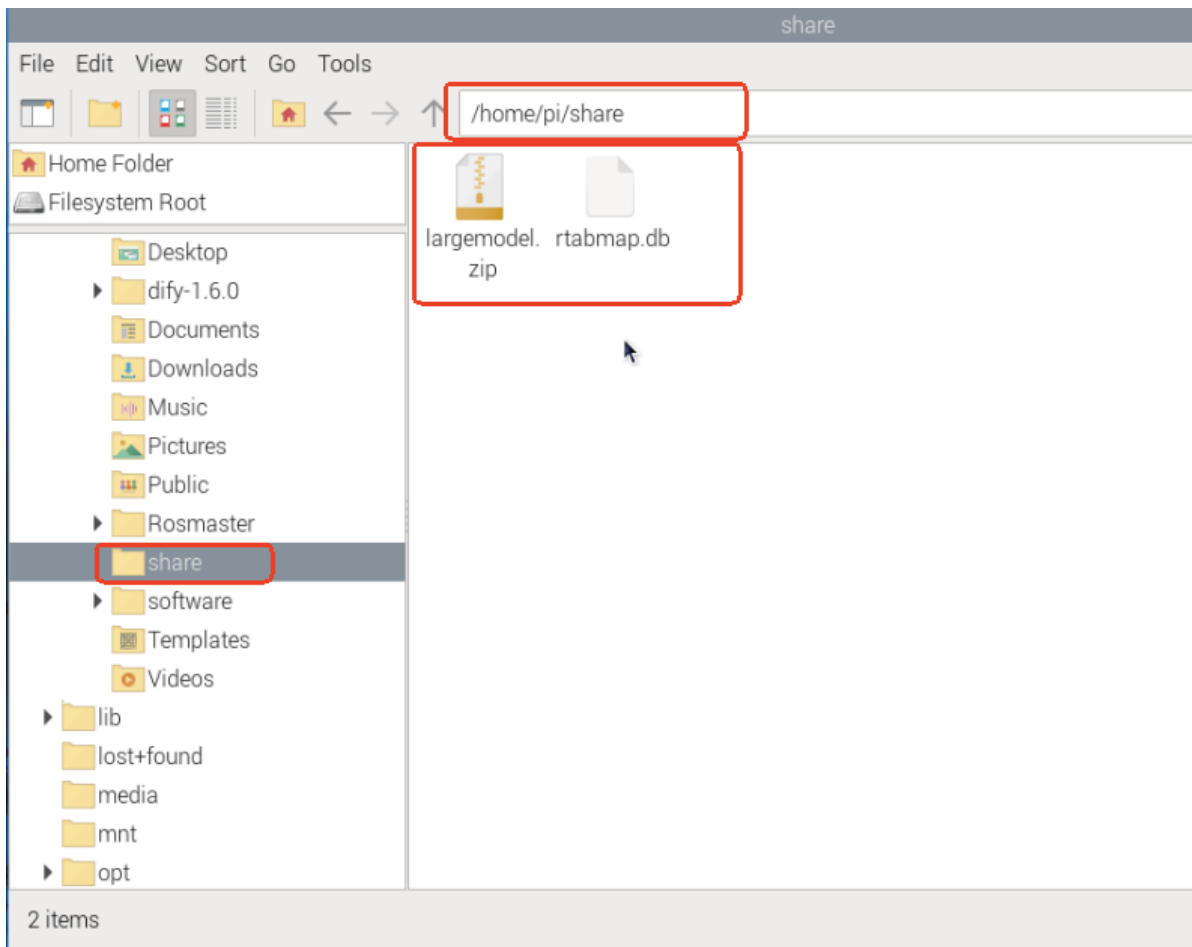 share
File Edit View Sort Go Tools
/home/pi/share
Home Folder
Filesystem Root
Desktop
dify-1.6.0
Documents
Downloads
Music
Pictures
Public
Rosmaster
share
software
Templates
Videos
lib
lost+found
media
mnt
opt
largemodel.
zip
rtabmap.db
2 items